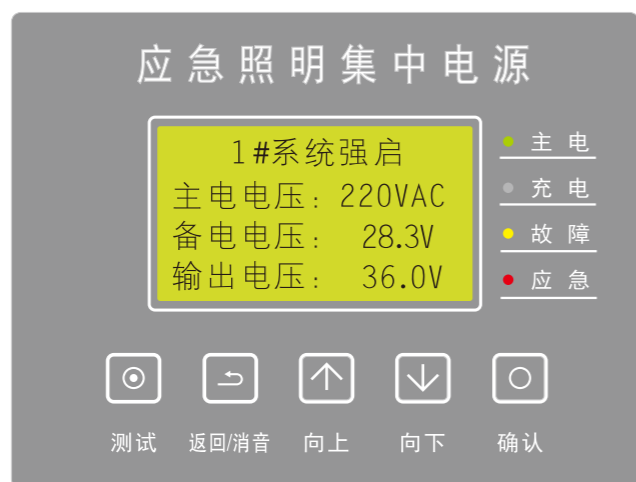 应急照明集中电源
1#系统强启
主电电压: 220VAC
备电电压: 28.3V
输出电压: 36.0V
主电
充电
故障
应急
测试 返回/消音 向上 向下 确认